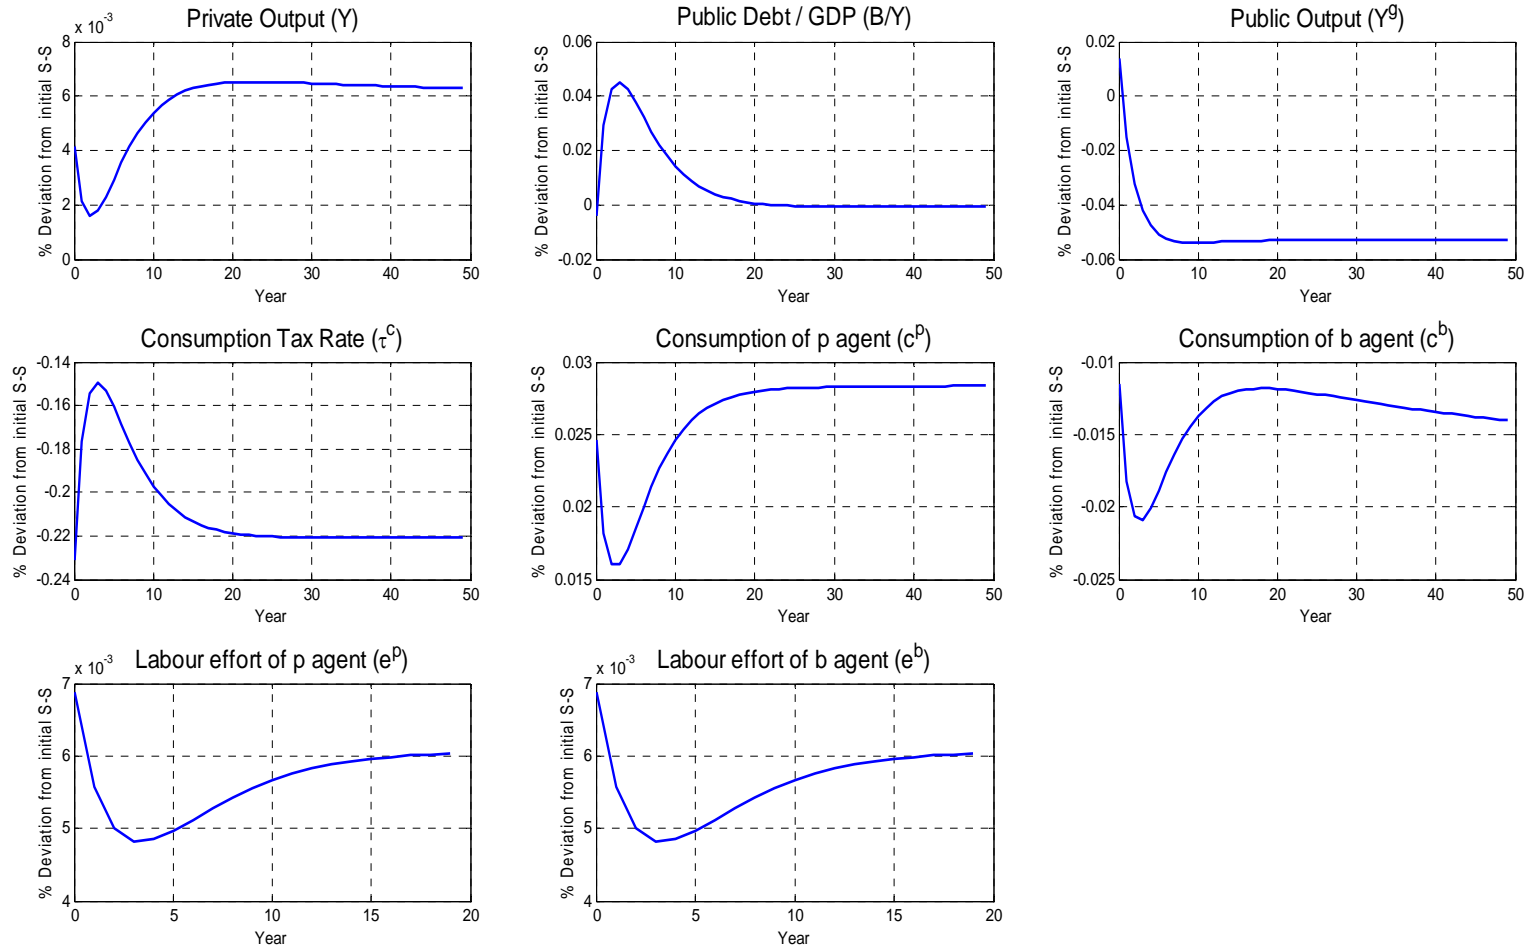 Private Output (Y)
x 10-3
% Deviation from initial S-S
8
6
4
2
0
0 10 20 30 40 50
Year
Public Debt / GDP (B/Y)
% Deviation from initial S-S
0.06
0.04
0.02
0
-0.02
0 10 20 30 40 50
Year
Public Output (Yg)
% Deviation from initial S-S
0.02
0
-0.02
-0.04
-0.06
0 10 20 30 40 50
Year
Consumption Tax Rate (τc)
% Deviation from initial S-S
-0.14
-0.16
-0.18
-0.2
-0.22
-0.24
0 10 20 30 40 50
Year
Consumption of p agent (cp)
% Deviation from initial S-S
0.03
0.025
0.02
0.015
0 10 20 30 40 50
Year
Consumption of b agent (cb)
% Deviation from initial S-S
-0.01
-0.015
-0.02
-0.025
0 10 20 30 40 50
Year
Labour effort of p agent (ep)
x 10-3
% Deviation from initial S-S
7
6
5
4
0 5 10 15 20
Year
Labour effort of b agent (eb)
x 10-3
% Deviation from initial S-S
7
6
5
4
0 5 10 15 20
Year